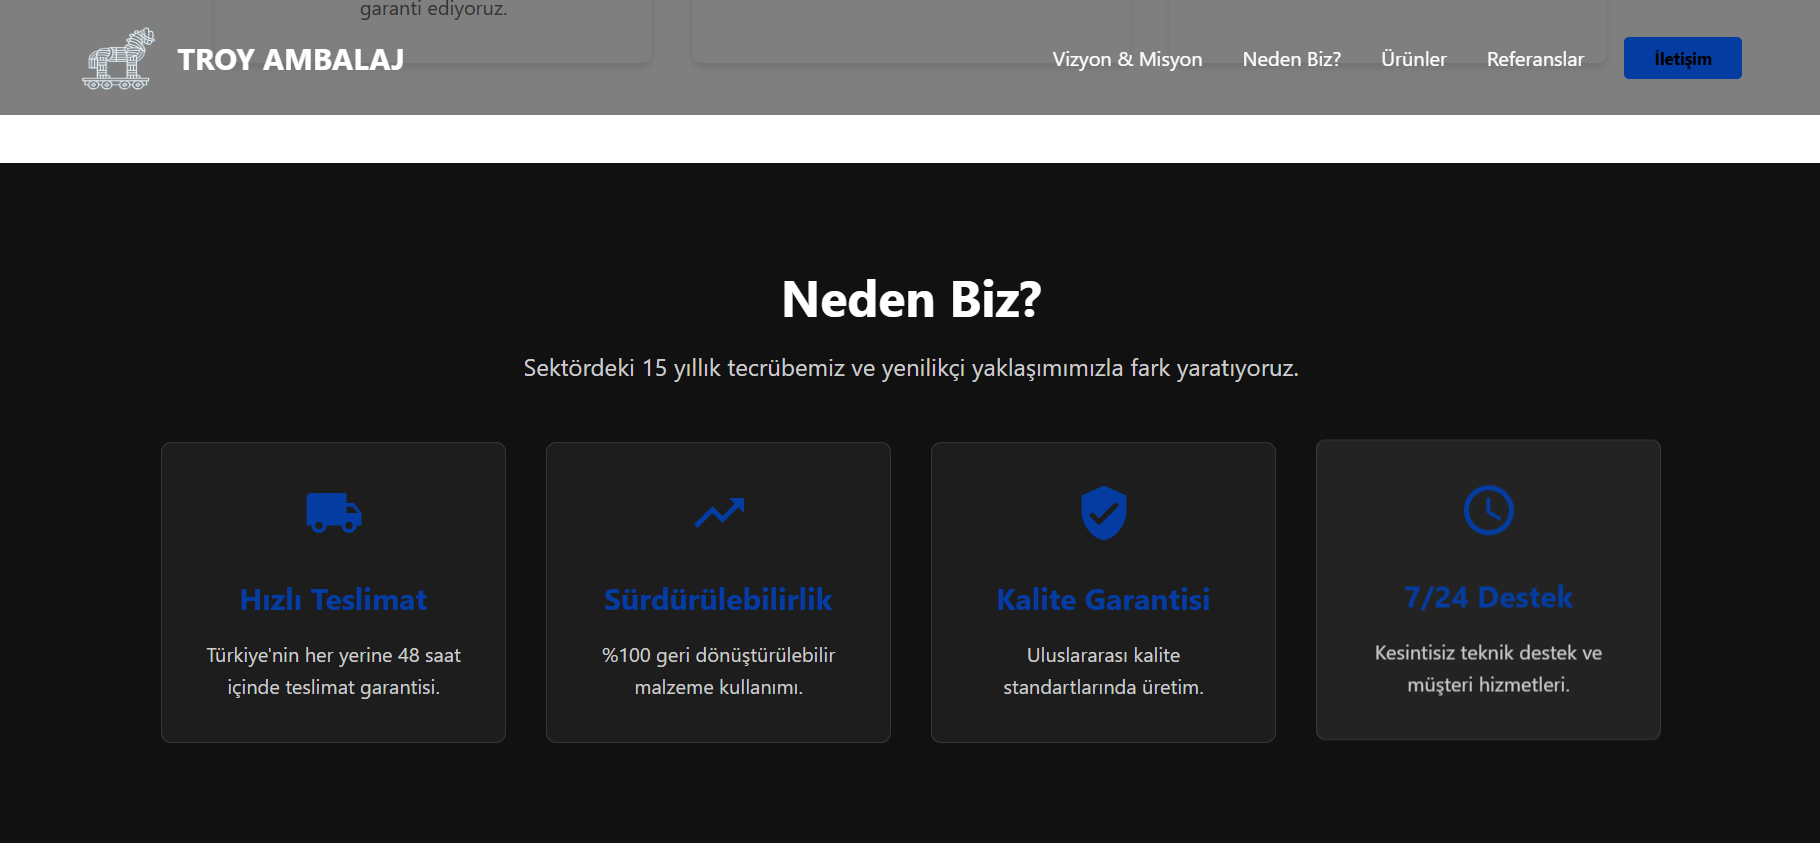 garanti ediyoruz.
TROY AMBALAJ
Vizyon & Misyon
Neden Biz?
Ürünler
Referanslar
İletişim
Neden Biz?
Sektördeki 15 yıllık tecrübemiz ve yenilikçi yaklaşımımızla fark yaratıyoruz.
Hızlı Teslimat
Türkiye'nin her yerine 48 saat
içinde teslimat garantisi.
Sürdürülebilirlik
%100 geri dönüştürülebilir
malzeme kullanımı.
Kalite Garantisi
Uluslararası kalite
standartlarında üretim.
7/24 Destek
Kesintisiz teknik destek ve
müşteri hizmetleri.